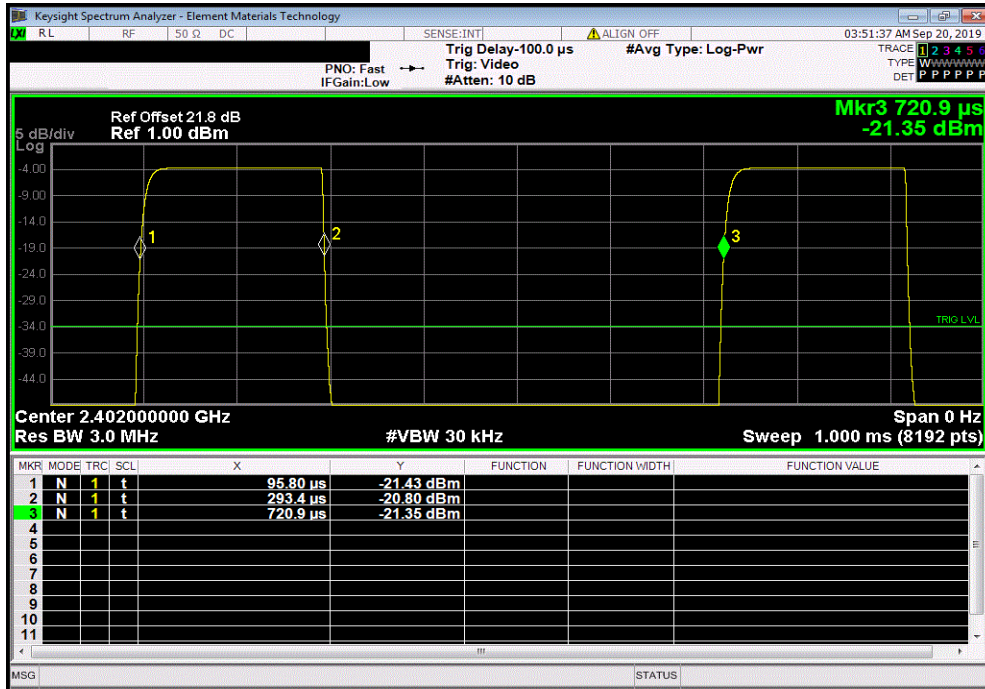 Keysight Spectrum Analyzer - Element Materials Technology
LXI RL RF 50 Ω DC SENSE:INT ALIGN OFF 03:51:37 AM Sep 20, 2019
Trig Delay-100.0 µs #Avg Type: Log-Pwr TRACE 1 2 3 4 5 6
PNO: Fast Trig: Video TYPE WWWWWW
IFGain:Low #Atten: 10 dB DET P P P P P P
Mkr3 720.9 µs
-21.35 dBm
Ref Offset 21.8 dB
5 dB/div Ref 1.00 dBm
Log
-4.00
-9.00
-14.0
1 2 3
-19.0
-24.0
-29.0
-34.0 TRIG LVL
-39.0
-44.0
Center 2.402000000 GHz Span 0 Hz
Res BW 3.0 MHz #VBW 30 kHz Sweep 1.000 ms (8192 pts)
MKR MODE TRC SCL X Y FUNCTION FUNCTION WIDTH FUNCTION VALUE
1 N 1 t 95.80 µs -21.43 dBm
2 N 1 t 293.4 µs -20.80 dBm
3 N 1 t 720.9 µs -21.35 dBm
4
5
6
7
8
9
10
11
MSG STATUS